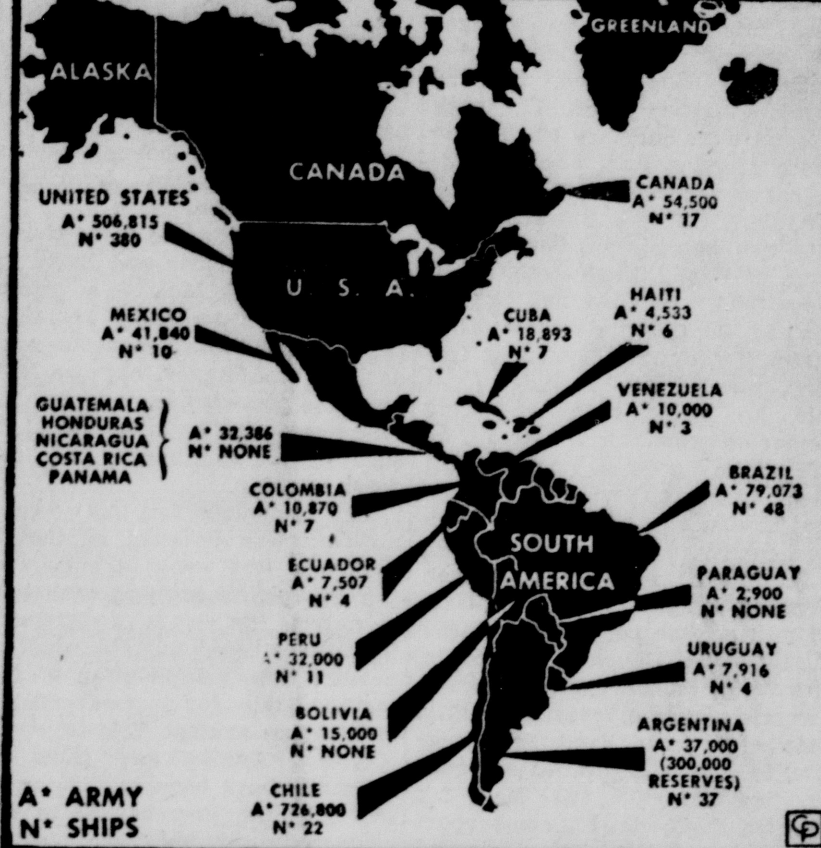 GREENLAND
ALASKA
CANADA
UNITED STATES*
A* 506,815
N* 380
CANADA
A* 54,500
N* 17
U. S. A.
MEXICO
A* 41,840
N* 10
CUBA
A* 18,893
N* 7
HAITI
A* 4,533
N* 6
VENEZUELA
A* 10,000
N* 3
GUATEMALA
HONDURAS
NICARAGUA
COSTA RICA
PANAMA
A* 32,386
N* NONE
COLOMBIA
A* 10,870
N* 7
BRAZIL
A* 79,073
N* 48
ECUADOR
A* 7,507
N* 4
SOUTH
AMERICA
PARAGUAY
A* 2,900
N* NONE
PERU
A* 32,000
N* 11
URUGUAY
A* 7,916
N* 4
BOLIVIA
A* 15,000
N* NONE
ARGENTINA
A* 37,000
(300,000
RESERVES)
N* 37
CHILE
A* 726,800
N* 22
A* ARMY
N* SHIPS
CP